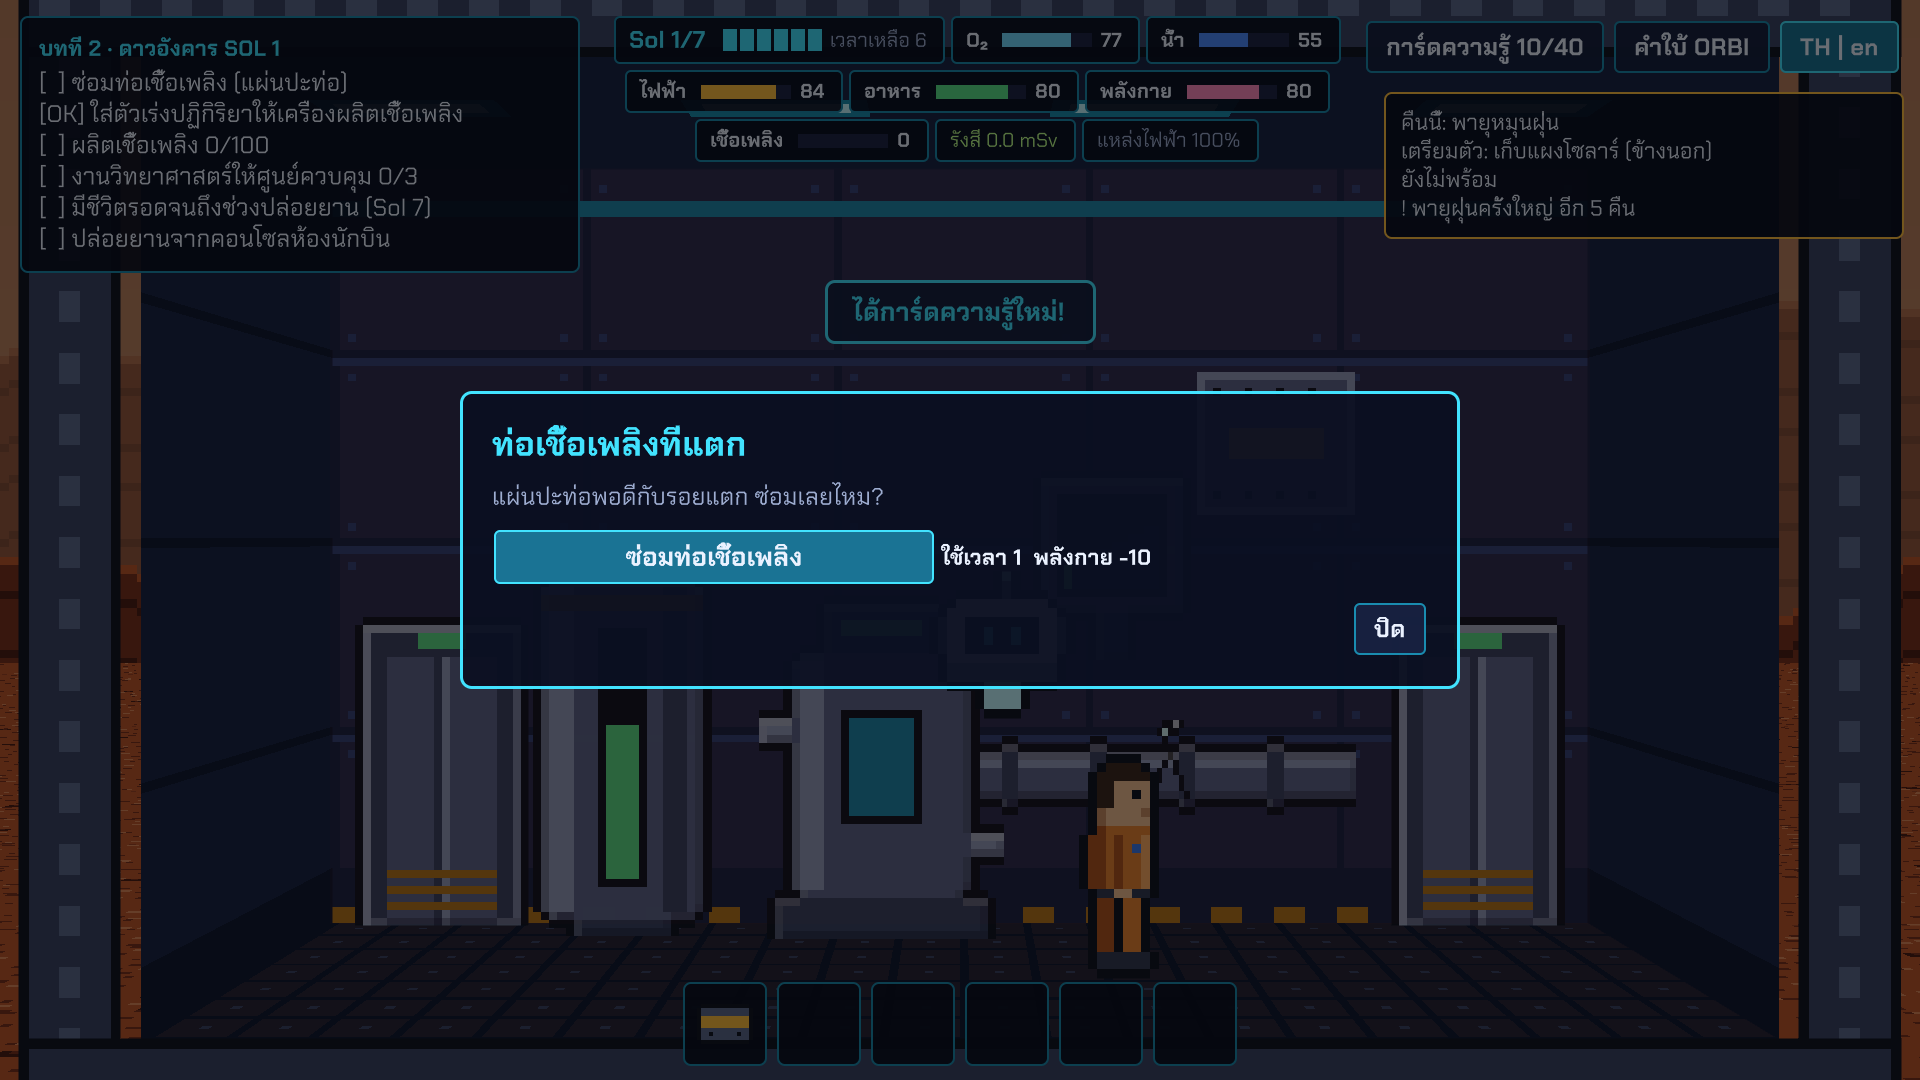 บทที่ 2 · ดาวอังคาร SOL 1
[ ] ซ่อมท่อเชื้อเพลิง (แผ่นปะท่อ)
[OK] ใส่ตัวเร่งปฏิกิริยาให้เครื่องผลิตเชื้อเพลิง
[ ] ผลิตเชื้อเพลิง 0/100
[ ] งานวิทยาศาสตร์ให้ศูนย์ควบคุม 0/3
[ ] มีชีวิตรอดจนถึงช่วงปล่อยยาน (Sol 7)
[ ] ปล่อยยานจากคอนโซลห้องนักบิน
Sol 1/7 เวลาเหลือ 6
O₂ 77
น้ำ 55
ไฟฟ้า 84
อาหาร 80
พลังกาย 80
เชื้อเพลิง 0
รังสี 0.0 mSv
แหล่งไฟฟ้า 100%
การ์ดความรู้ 10/40
คำใบ้ ORBI
TH | en
คืนนี้: พายุหมุนฝุ่น
เตรียมตัว: เก็บแผงโซลาร์ (ข้างนอก)
ยังไม่พร้อม
! พายุฝุ่นครั้งใหญ่ อีก 5 คืน
ได้การ์ดความรู้ใหม่!
ท่อเชื้อเพลิงที่แตก
แผ่นปะท่อพอดีกับรอยแตก ซ่อมเลยไหม?
ซ่อมท่อเชื้อเพลิง
ใช้เวลา 1 พลังกาย -10
ปิด